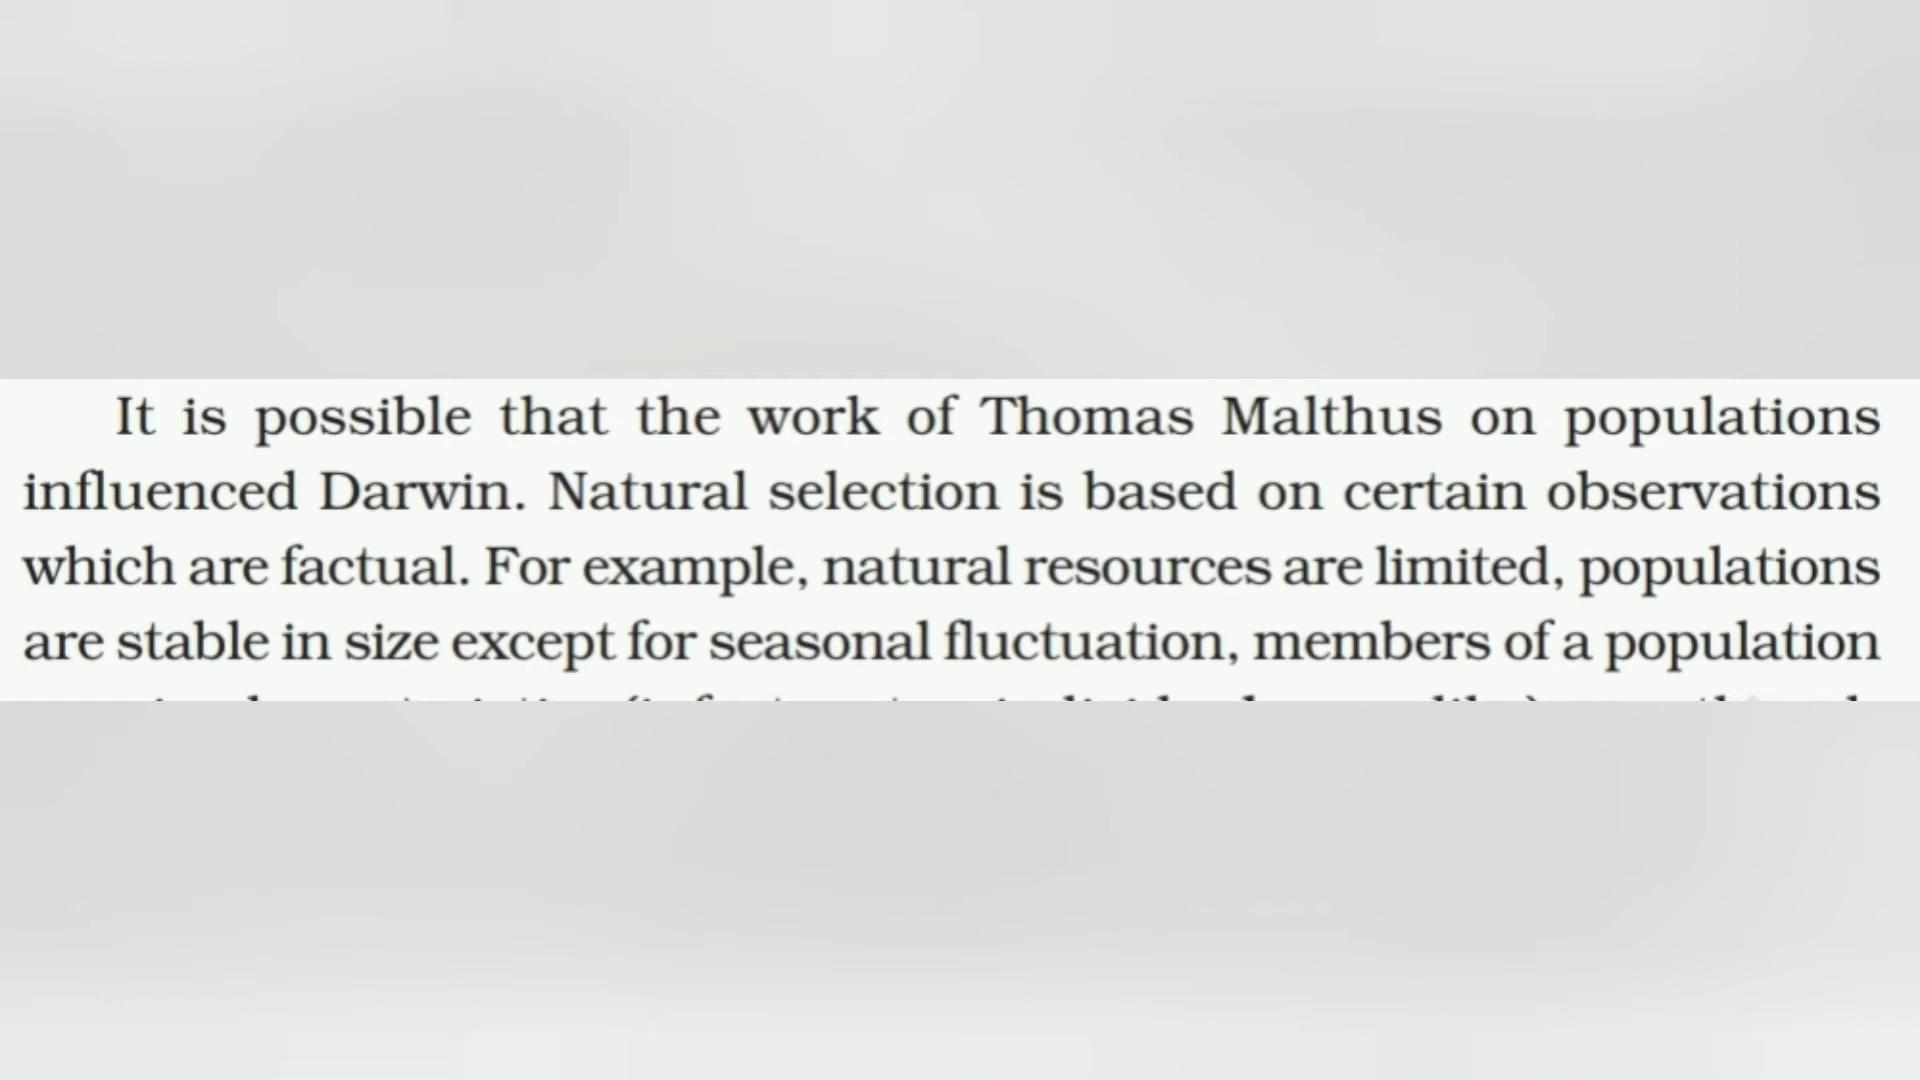 It is possible that the work of Thomas Malthus on populations
influenced Darwin. Natural selection is based on certain observations
which are factual. For example, natural resources are limited, populations
are stable in size except for seasonal fluctuation, members of a population